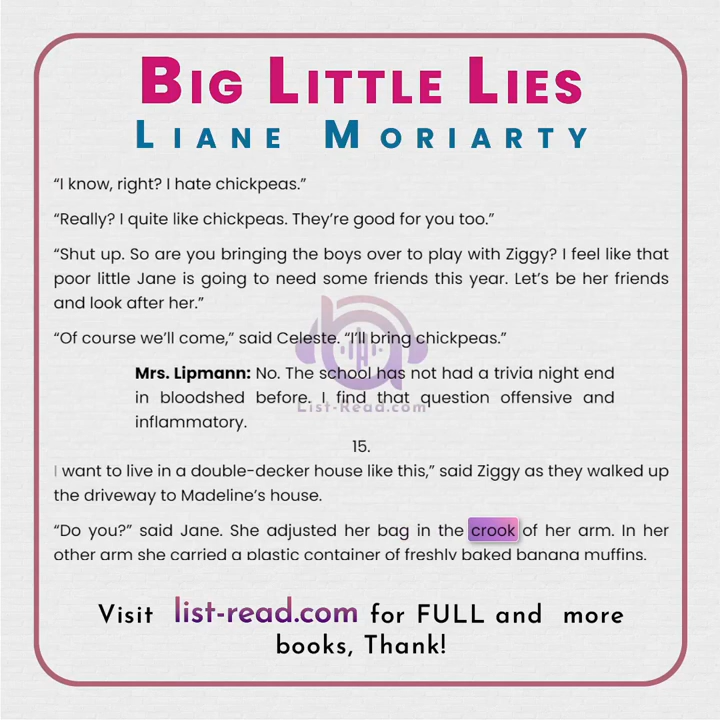 BIG LITTLE LIES
LIANE MORIARTY
“I know, right? I hate chickpeas.”
“Really? I quite like chickpeas. They’re good for you too.”
“Shut up. So are you bringing the boys over to play with Ziggy? I feel like that
poor little Jane is going to need some friends this year. Let’s be her friends
and look after her.”
“Of course we’ll come,” said Celeste. “I’ll bring chickpeas.”
Mrs. Lipmann: No. The school has not had a trivia night end
in bloodshed before. I find that question offensive and
List-Read.com
inflammatory.
15.
I want to live in a double-decker house like this,” said Ziggy as they walked up
the driveway to Madeline’s house.
“Do you?” said Jane. She adjusted her bag in the crook of her arm. In her
other arm she carried a plastic container of freshly baked banana muffins.
Visit list-read.com for FULL and more
books, Thank!